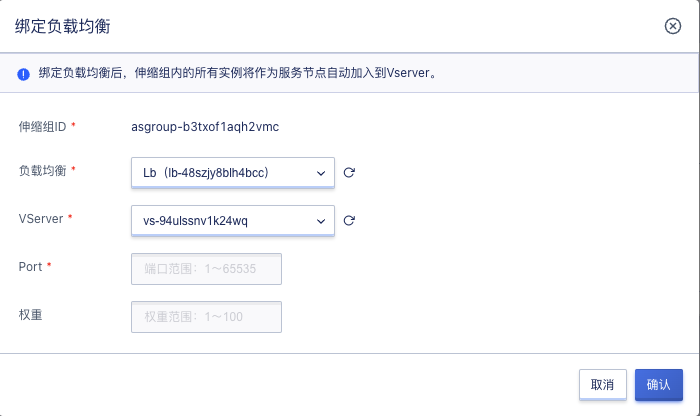 绑定负载均衡
绑定负载均衡后，伸缩组内的所有实例将作为服务节点自动加入到Vserver。
伸缩组ID * asgroup-b3txof1aqh2vmc
负载均衡 * Lb（lb-48szjy8blh4bcc）
VServer * vs-94ulssnv1k24wq
Port * 端口范围：1～65535
权重 权重范围：1～100
取消 确认